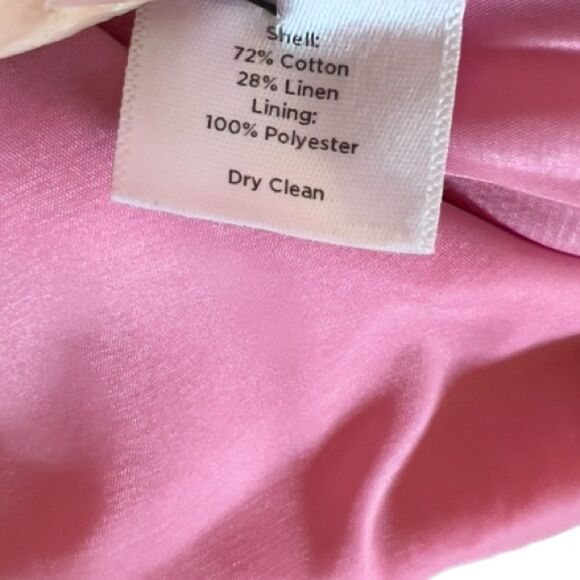 Shell:
72% Cotton
28% Linen
Lining:
100% Polyester
Dry Clean